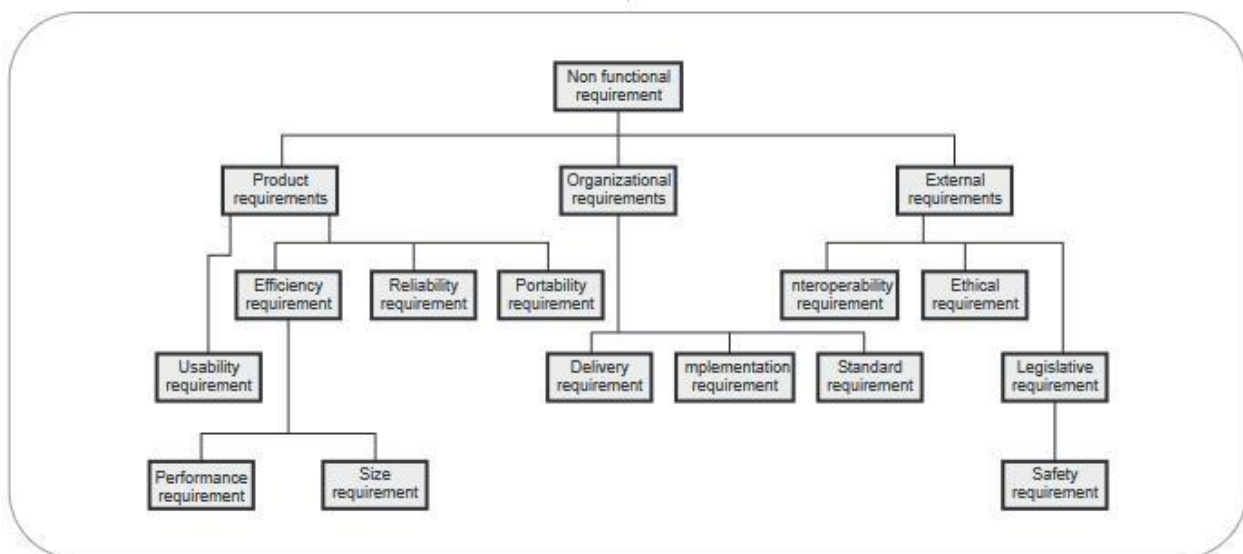 Non functional
requirement
Product
requirements
Organizational
requirements
External
requirements
Efficiency
requirement
Reliability
requirement
Portability
requirement
nteroperability
requirement
Ethical
requirement
Usability
requirement
Delivery
requirement
mplementation
requirement
Standard
requirement
Legislative
requirement
Performance
requirement
Size
requirement
Safety
requirement